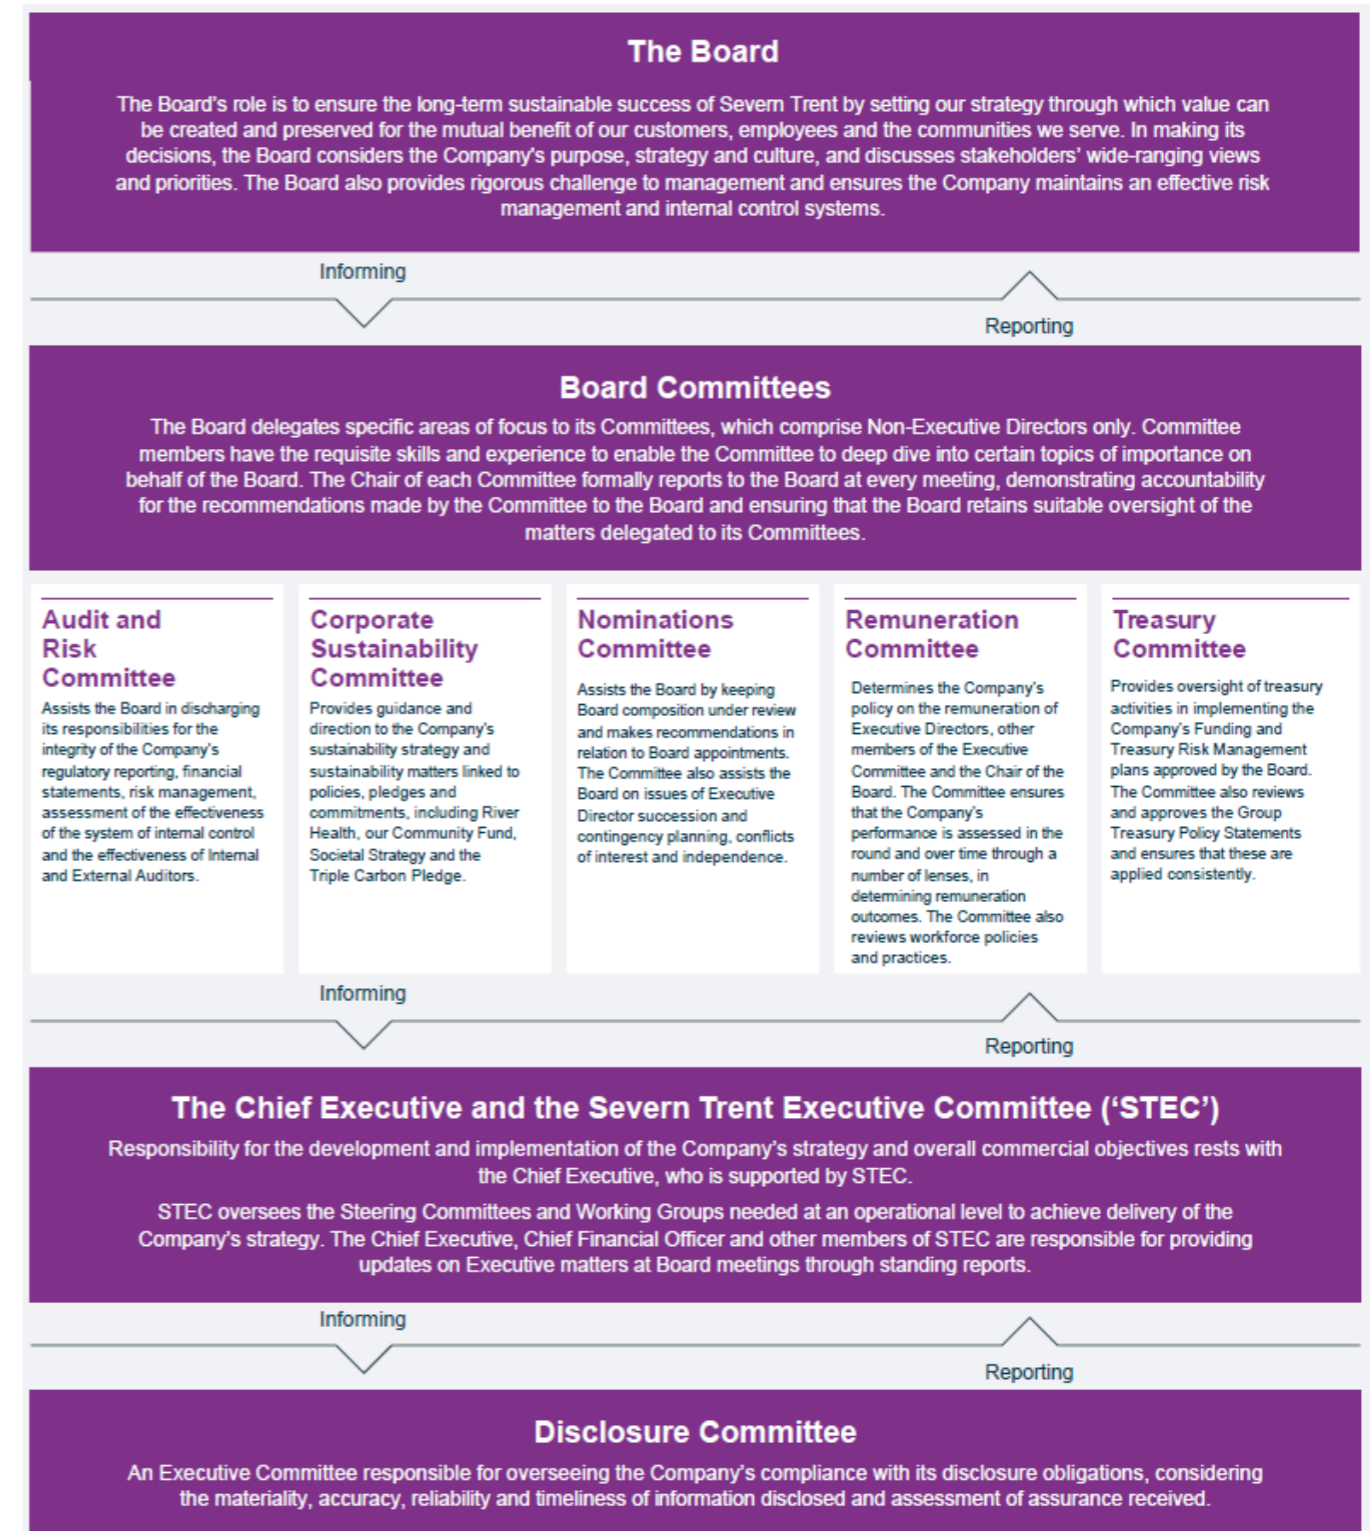 The Board
The Board's role is to ensure the long-term sustainable success of Severn Trent by setting our strategy through which value can
be created and preserved for the mutual benefit of our customers, employees and the communities we serve. In making its
decisions, the Board considers the Company's purpose, strategy and culture, and discusses stakeholders' wide-ranging views
and priorities. The Board also provides rigorous challenge to management and ensures the Company maintains an effective risk
management and internal control systems.
Informing
Reporting
Board Committees
The Board delegates specific areas of focus to its Committees, which comprise Non-Executive Directors only. Committee
members have the requisite skills and experience to enable the Committee to deep dive into certain topics of importance on
behalf of the Board. The Chair of each Committee formally reports to the Board at every meeting, demonstrating accountability
for the recommendations made by the Committee to the Board and ensuring that the Board retains suitable oversight of the
matters delegated to its Committees.
Audit and
Risk
Committee
Assists the Board in discharging
its responsibilities for the
integrity of the Company's
regulatory reporting, financial
statements, risk management,
assessment of the effectiveness
of the system of internal control
and the effectiveness of Internal
and External Auditors.
Corporate
Sustainability
Committee
Provides guidance and
direction to the Company's
sustainability strategy and
sustainability matters linked to
policies, pledges and
commitments, including River
Health, our Community Fund,
Societal Strategy and the
Triple Carbon Pledge.
Nominations
Committee
Assists the Board by keeping
Board composition under review
and makes recommendations in
relation to Board appointments.
The Committee also assists the
Board on issues of Executive
Director succession and
contingency planning, conflicts
of interest and independence.
Remuneration
Committee
Determines the Company's
policy on the remuneration of
Executive Directors, other
members of the Executive
Committee and the Chair of the
Board. The Committee ensures
that the Company's
performance is assessed in the
round and over time through a
number of lenses, in
determining remuneration
outcomes. The Committee also
reviews workforce policies
and practices.
Treasury
Committee
Provides oversight of treasury
activities in implementing the
Company's Funding and
Treasury Risk Management
plans approved by the Board.
The Committee also reviews
and approves the Group
Treasury Policy Statements
and ensures that these are
applied consistently.
Informing
Reporting
The Chief Executive and the Severn Trent Executive Committee ('STEC')
Responsibility for the development and implementation of the Company's strategy and overall commercial objectives rests with
the Chief Executive, who is supported by STEC.
STEC oversees the Steering Committees and Working Groups needed at an operational level to achieve delivery of the
Company's strategy. The Chief Executive, Chief Financial Officer and other members of STEC are responsible for providing
updates on Executive matters at Board meetings through standing reports.
Informing
Reporting
Disclosure Committee
An Executive Committee responsible for overseeing the Company's compliance with its disclosure obligations, considering
the materiality, accuracy, reliability and timeliness of information disclosed and assessment of assurance received.